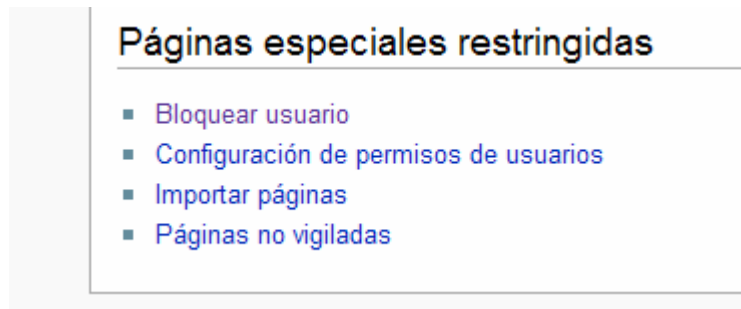 Páginas especiales restringidas
Bloquear usuario
Configuración de permisos de usuarios
Importar páginas
Páginas no vigiladas